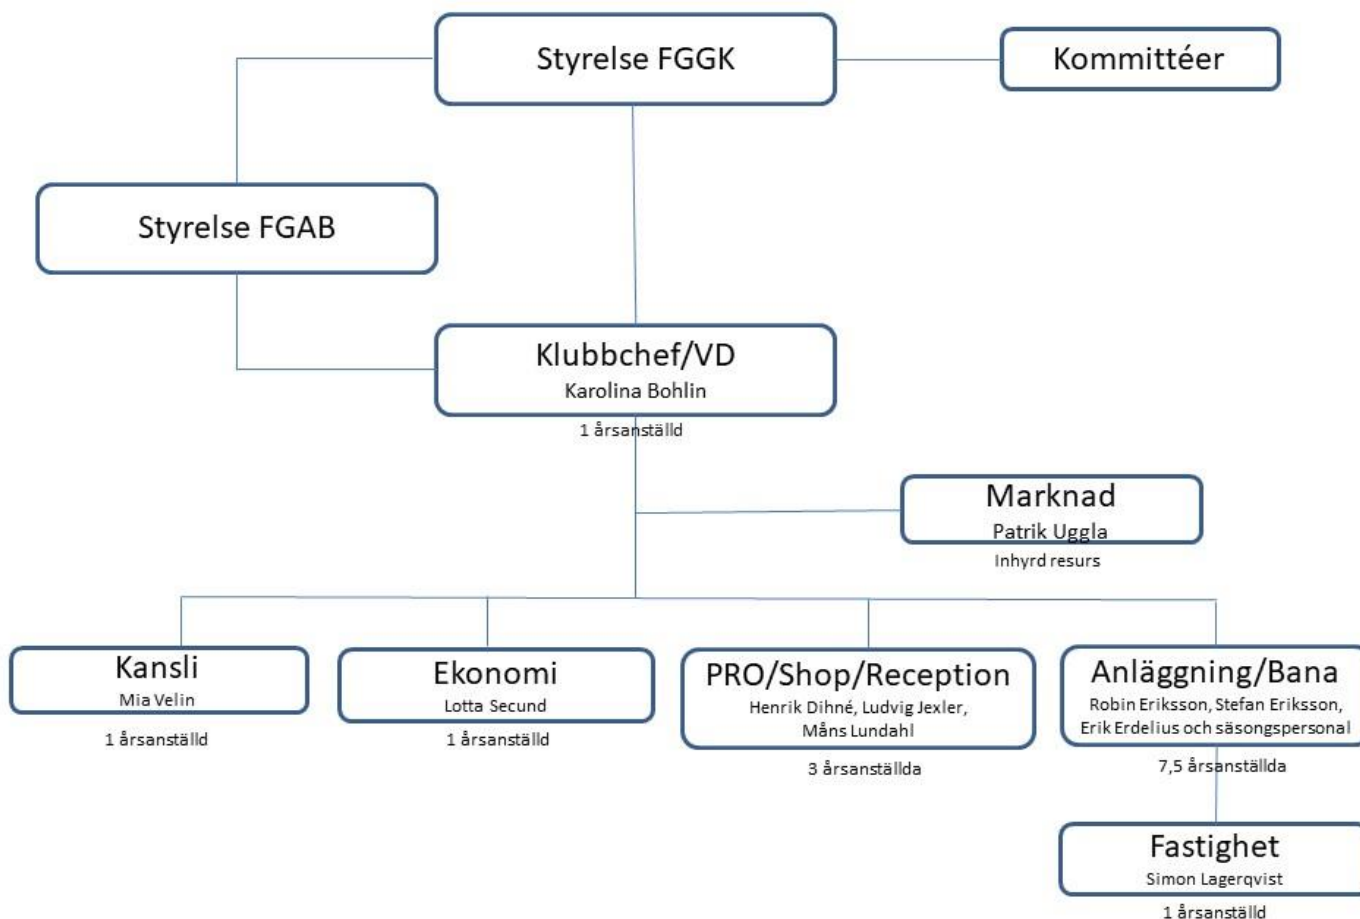 Styrelse FGGK
Kommittéer
Styrelse FGAB
Klubbchef/VD
Karolina Bohlin
1 årsanställd
Marknad
Patrik Uggla
Inhyrd resurs
Kansli
Mia Velin
1 årsanställd
Ekonomi
Lotta Secund
1 årsanställd
PRO/Shop/Reception
Henrik Dihné, Ludvig Jexler,
Måns Lundahl
3 årsanställda
Anläggning/Bana
Robin Eriksson, Stefan Eriksson,
Erik Erdelius och säsongspersonal
7,5 årsanställda
Fastighet
Simon Lagerqvist
1 årsanställd